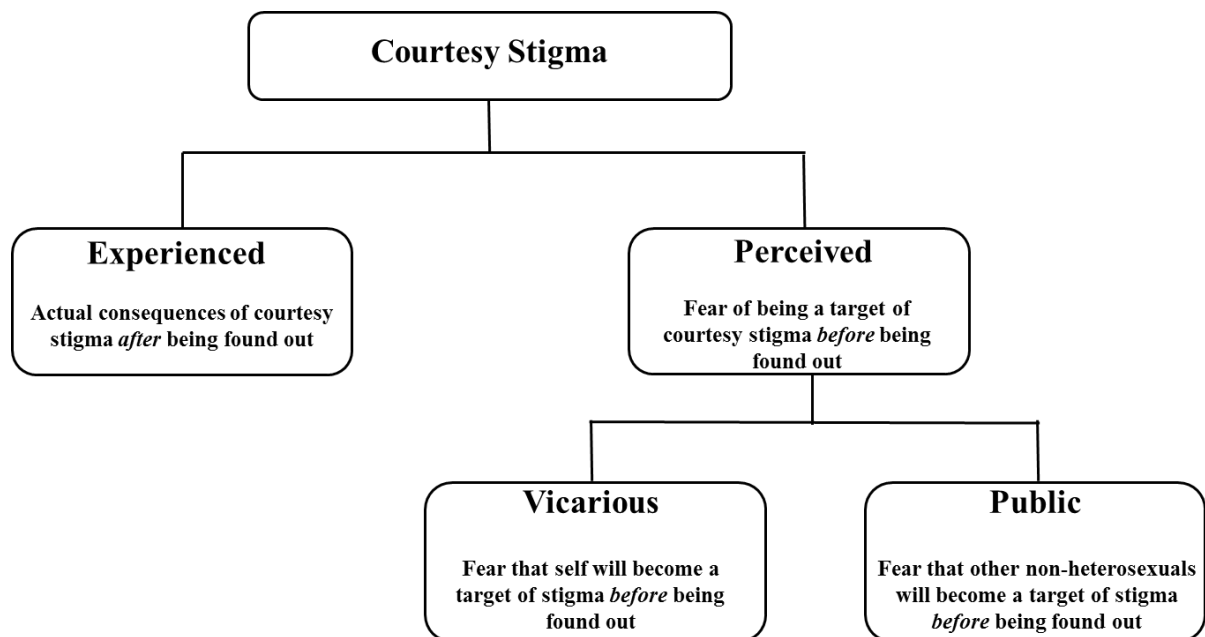 Courtesy Stigma
Experienced
Actual consequences of courtesy
stigma after being found out
Perceived
Fear of being a target of
courtesy stigma before being
found out
Vicarious
Fear that self will become a
target of stigma before being
found out
Public
Fear that other non-heterosexuals
will become a target of stigma
before being found out